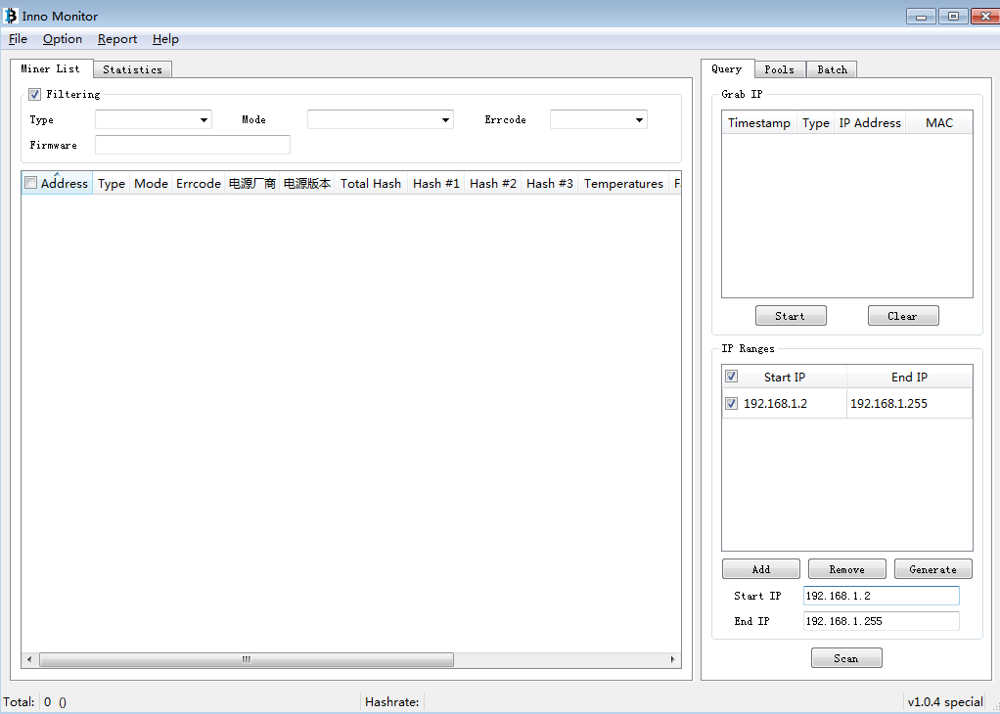 Inno Monitor
File Option Report Help
Miner List Statistics
Query Pools Batch
Filtering
Type Mode Errcode
Firmware
Address Type Mode Errcode 电源厂商 电源版本 Total Hash Hash #1 Hash #2 Hash #3 Temperatures F
Grab IP
Timestamp Type IP Address MAC
Start Clear
IP Ranges
Start IP End IP
192.168.1.2 192.168.1.255
Add Remove Generate
Start IP 192.168.1.2
End IP 192.168.1.255
Scan
Total: 0 () Hashrate: v1.0.4 special